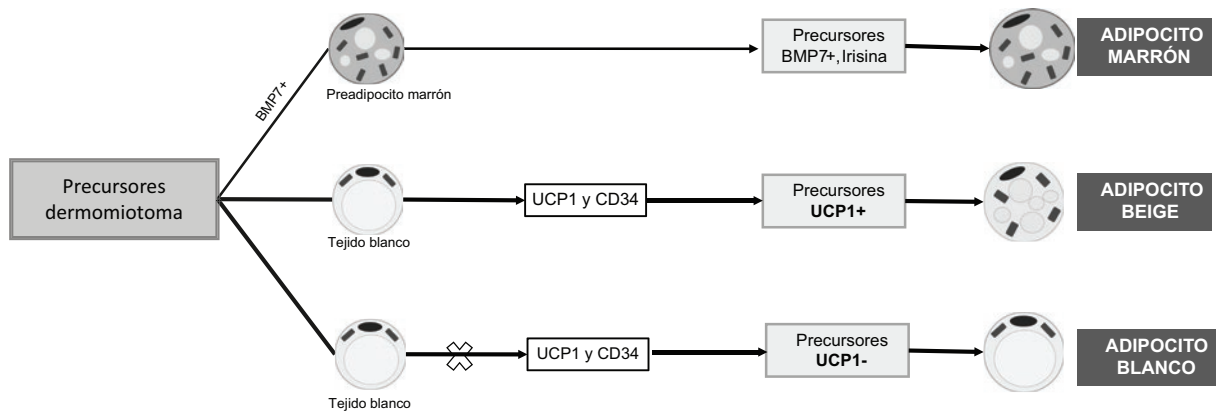 Precursores
dermomiotoma
BMP7+
Preadipocito marrón
Precursores
BMP7+, Irisina
ADIPOCITO
MARRÓN
Tejido blanco
UCP1 y CD34
Precursores
UCP1+
ADIPOCITO
BEIGE
Tejido blanco
UCP1 y CD34
Precursores
UCP1-
ADIPOCITO
BLANCO